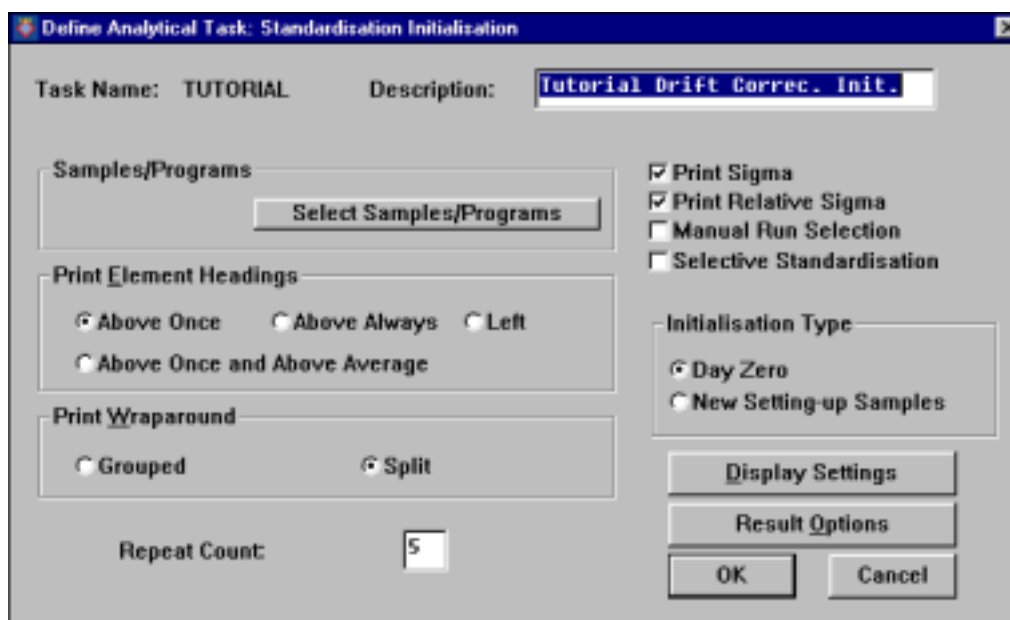 Define Analytical Task: Standardisation Initialisation
Task Name: TUTORIAL Description: Tutorial Drift Correc. Init.
Samples/Programs
Select Samples/Programs
Print Element Headings
Above Once Above Always Left
Above Once and Above Average
Print Wraparound
Grouped Split
Repeat Count: 5
Print Sigma
Print Relative Sigma
Manual Run Selection
Selective Standardisation
Initialisation Type
Day Zero
New Setting-up Samples
Display Settings
Result Options
OK Cancel